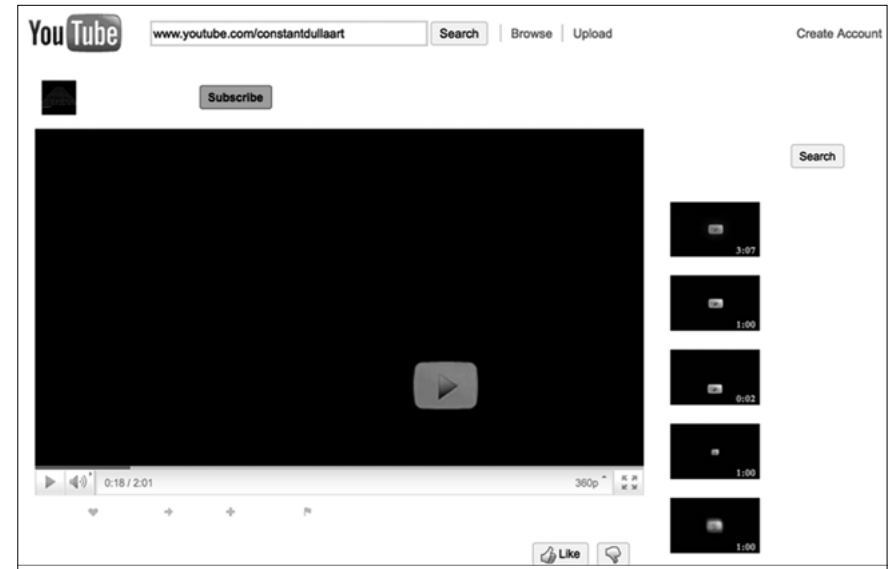 YouTube www.youtube.com/constantdullaart Search Browse Upload Create Account
Subscribe
Search
3:07
1:00
0:02
1:00
0:18 / 2:01 360p
1:00
Like